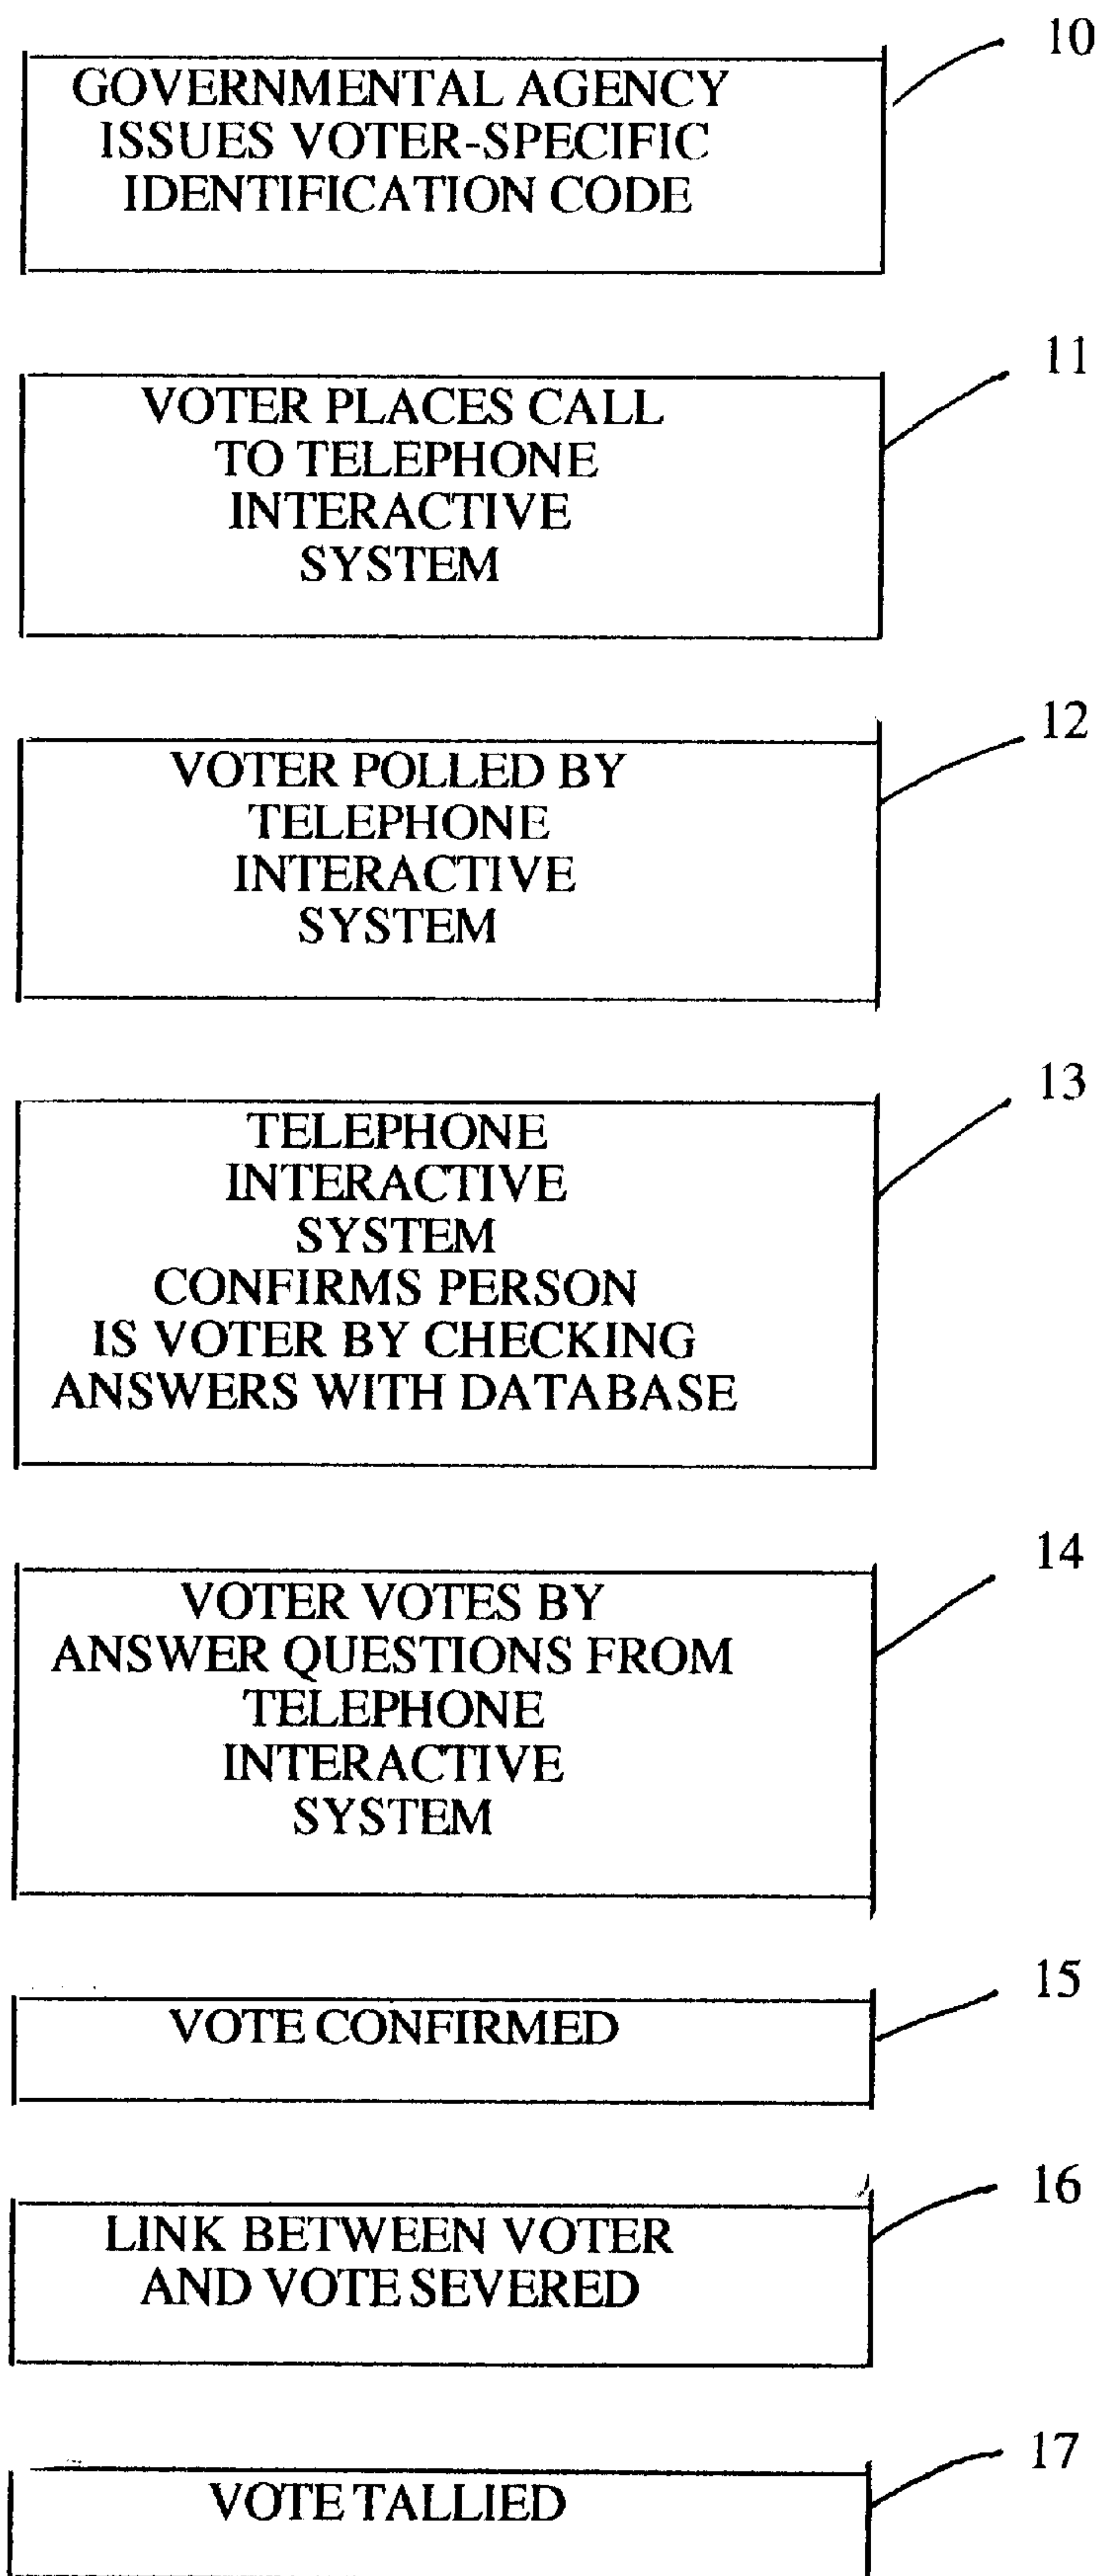 10
GOVERNMENTAL AGENCY
ISSUES VOTER-SPECIFIC
IDENTIFICATION CODE
11
VOTER PLACES CALL
TO TELEPHONE
INTERACTIVE
SYSTEM
12
VOTER POLLED BY
TELEPHONE
INTERACTIVE
SYSTEM
13
TELEPHONE
INTERACTIVE
SYSTEM
CONFIRMS PERSON
IS VOTER BY CHECKING
ANSWERS WITH DATABASE
14
VOTER VOTES BY
ANSWER QUESTIONS FROM
TELEPHONE
INTERACTIVE
SYSTEM
15
VOTE CONFIRMED
16
LINK BETWEEN VOTER
AND VOTE SEVERED
17
VOTE TALLIED